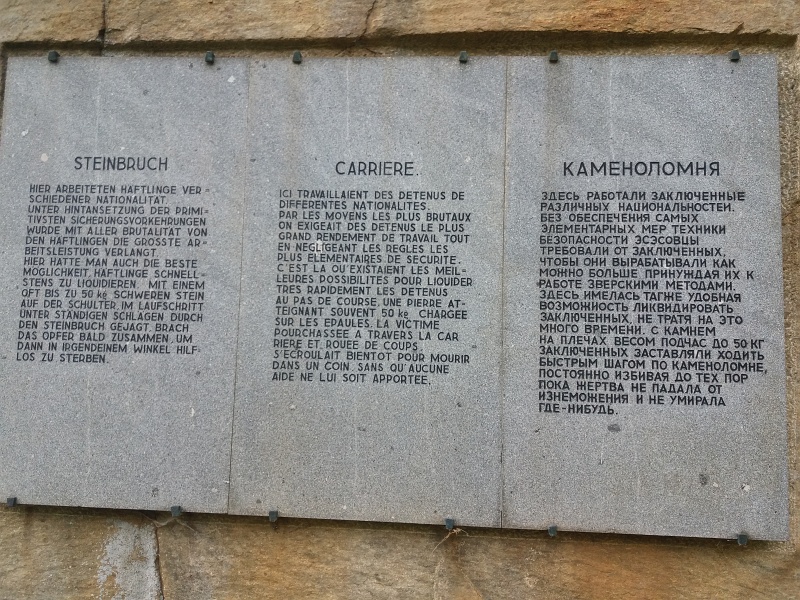 STEINBRUCH
HIER ARBEITETEN HÄFTLINGE VER=
SCHIEDENER NATIONALITÄT.
UNTER HINTANSETZUNG DER PRIMI=
TIVSTEN SICHERUNGSVORKEHRUNGEN
WURDE MIT ALLER BRUTALITÄT VON
DEN HÄFTLINGEN DIE GRÖSSTE AR=
BEITSLEISTUNG VERLANGT.
HIER HATTE MAN AUCH DIE BESTE
MÖGLICHKEIT, HÄFTLINGE SCHNELL=
STENS ZU LIQUIDIEREN. MIT EINEM
OFT BIS ZU 50 kg SCHWEREN STEIN
AUF DER SCHULTER, IM LAUFSCHRITT
UNTER STÄNDIGEN SCHLÄGEN DURCH
DEN STEINBRUCH GEJAGT, BRACH
DAS OPFER BALD ZUSAMMEN, UM
DANN IN IRGENDEINEM WINKEL HILF=
LOS ZU STERBEN.
CARRIERE.
ICI TRAVAILLAIENT DES DETENUS DE
DIFFERENTES NATIONALITES.
PAR LES MOYENS LES PLUS BRUTAUX
ON EXIGEAIT DES DETENUS LE PLUS
GRAND RENDEMENT DE TRAVAIL TOUT
EN NEGLIGEANT LES REGLES LES
PLUS ELEMENTAIRES DE SECURITE.
C'EST LA QU'EXISTAIENT LES MEIL=
LEURES POSSIBILITES POUR LIQUIDER
TRES RAPIDEMENT LES DETENUS
AU PAS DE COURSE, UNE PIERRE AT=
TEIGNANT SOUVENT 50 kg CHARGEE
SUR LES EPAULES, LA VICTIME
POURCHASSEE A TRAVERS LA CAR
RIERE ET ROUEE DE COUPS
S'ECROULAIT BIENTOT POUR MOURIR
DANS UN COIN, SANS QU'AUCUNE
AIDE NE LUI SOIT APPORTEE.
КАМЕНОЛОМНЯ
ЗДЕСЬ РАБОТАЛИ ЗАКЛЮЧЕННЫЕ
РАЗЛИЧНЫХ НАЦИОНАЛЬНОСТЕЙ.
БЕЗ ОБЕСПЕЧЕНИЯ САМЫХ
ЭЛЕМЕНТАРНЫХ МЕР ТЕХНИКИ
БЕЗОПАСНОСТИ ЭСЭСОВЦЫ
ТРЕБОВАЛИ ОТ ЗАКЛЮЧЕННЫХ,
ЧТОБЫ ОНИ ВЫРАБАТЫВАЛИ КАК
МОЖНО БОЛЬШЕ ПРИНУЖДАЯ ИХ К
РАБОТЕ ЗВЕРСКИМИ МЕТОДАМИ.
ЗДЕСЬ ИМЕЛАСЬ ТАГЖЕ УДОБНАЯ
ВОЗМОЖНОСТЬ ЛИКВИДИРОВАТЬ
ЗАКЛЮЧЕННЫХ, НЕ ТРАТЯ НА ЭТО
МНОГО ВРЕМЕНИ. С КАМНЕМ
НА ПЛЕЧАХ ВЕСОМ ПОДЧАС ДО 50 КГ
ЗАКЛЮЧЕННЫХ ЗАСТАВЛЯЛИ ХОДИТЬ
БЫСТРЫМ ШАГОМ ПО КАМЕНОЛОМНЕ,
ПОСТОЯННО ИЗБИВАЯ ДО ТЕХ ПОР
ПОКА ЖЕРТВА НЕ ПАДАЛА ОТ
ИЗНЕМОЖЕНИЯ И НЕ УМИРАЛА
ГДЕ-НИБУДЬ.